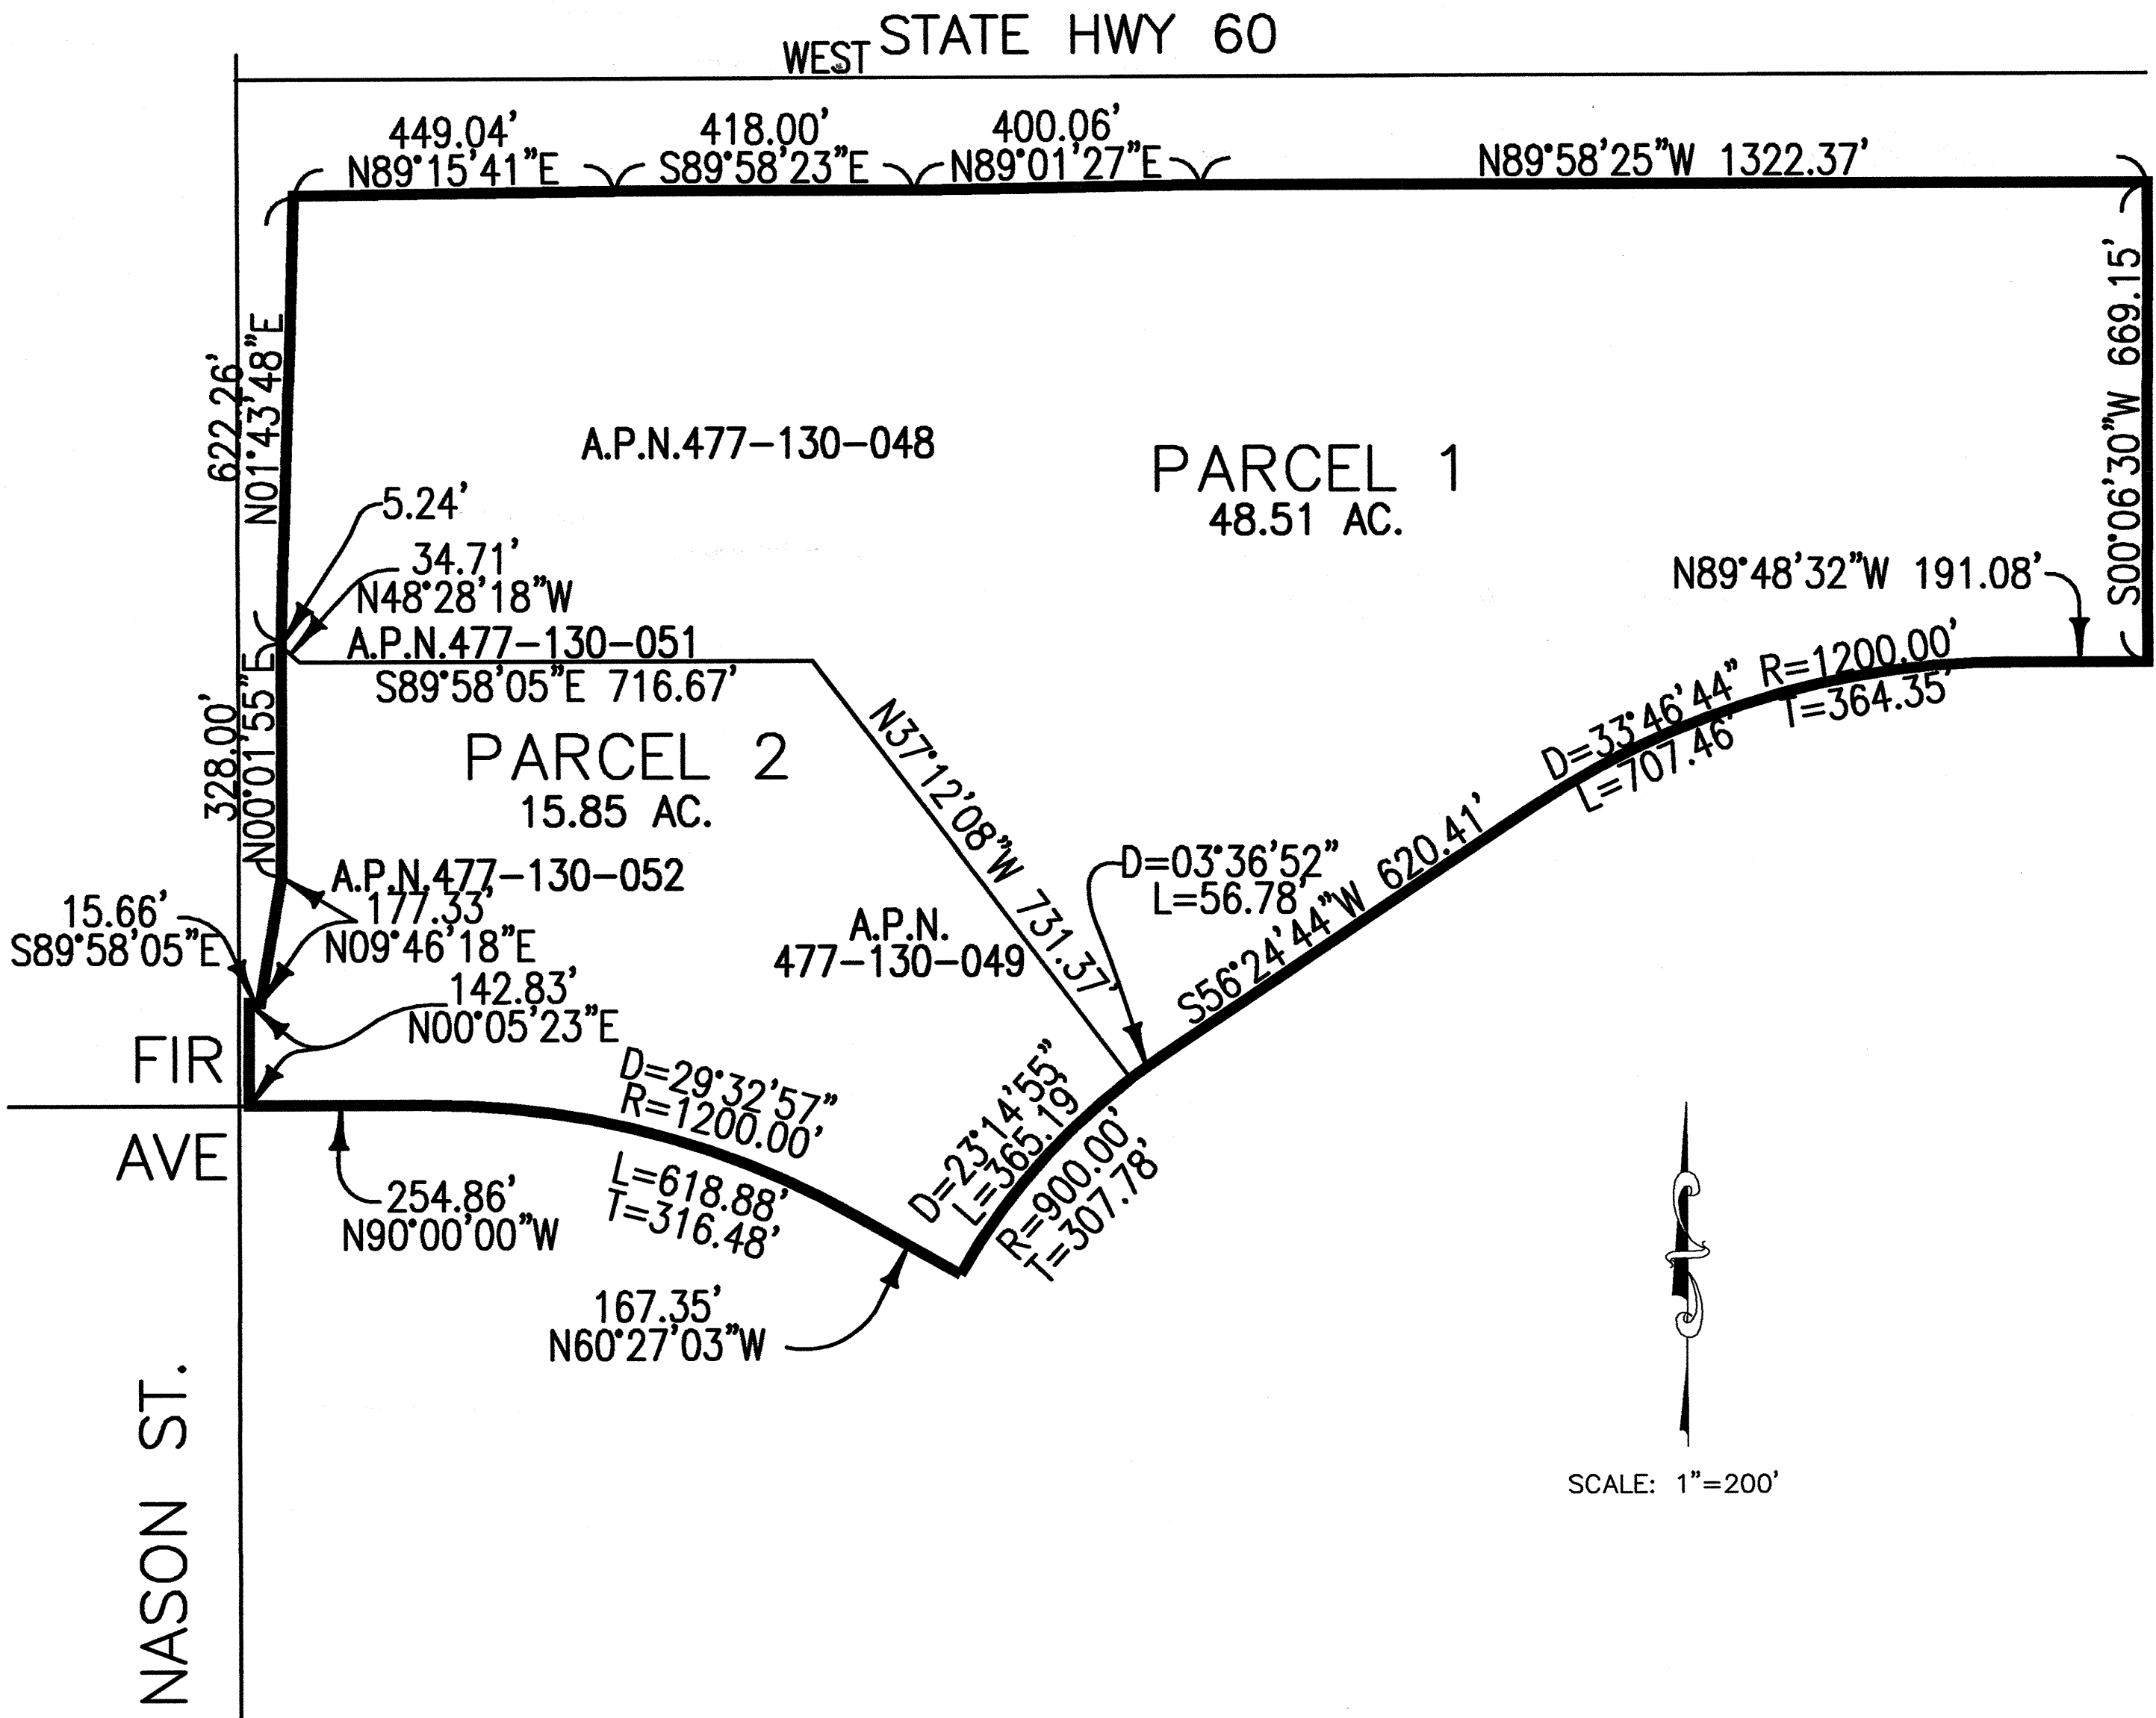 WEST STATE HWY 60
449.04'
N89°15'41"E
418.00'
S89°58'23"E
400.06'
N89°01'27"E
N89°58'25"W 1322.37'
S00°06'30"W 669.15'
622.26'
N01°43'48"E
A.P.N.477-130-048
PARCEL 1
48.51 AC.
5.24'
34.71'
N48°28'18"W
N89°48'32"W 191.08'
A.P.N.477-130-051
S89°58'05"E 716.67'
328.00'
N00°01'55"E
PARCEL 2
15.85 AC.
N37°12'08"W 731.37'
D=33°46'44" R=1200.00'
L=707.46' T=364.35'
D=03°36'52"
L=56.78'
S56°24'44"W 620.41'
A.P.N.477-130-052
177.33'
N09°46'18"E
15.66'
S89°58'05"E
A.P.N.
477-130-049
142.83'
N00°05'23"E
FIR
AVE
D=29°32'57"
R=1200.00'
L=618.88'
T=316.48'
D=23°14'55"
L=365.19'
R=900.00'
T=307.78'
254.86'
N90°00'00"W
167.35'
N60°27'03"W
NASON ST.
SCALE: 1"=200'